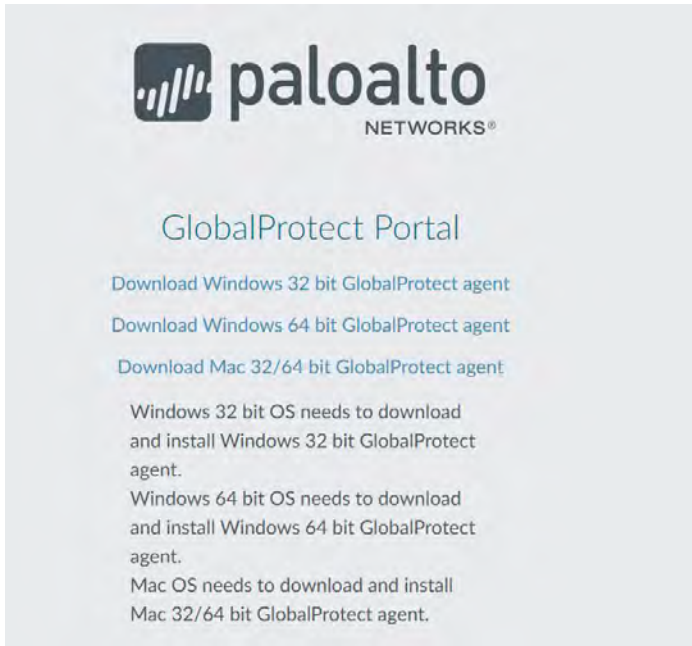 paloalto
NETWORKS®
GlobalProtect Portal
Download Windows 32 bit GlobalProtect agent
Download Windows 64 bit GlobalProtect agent
Download Mac 32/64 bit GlobalProtect agent
Windows 32 bit OS needs to download
and install Windows 32 bit GlobalProtect
agent.
Windows 64 bit OS needs to download
and install Windows 64 bit GlobalProtect
agent.
Mac OS needs to download and install
Mac 32/64 bit GlobalProtect agent.